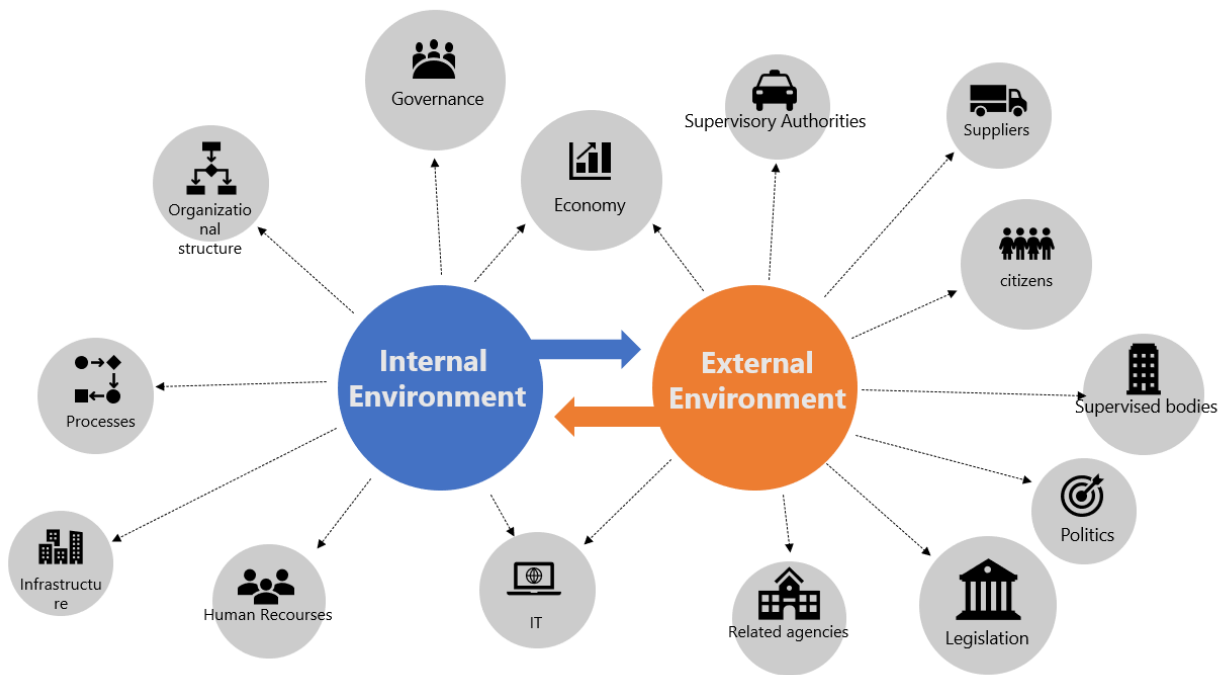 Governance
Supervisory Authorities
Suppliers
Organizatio
nal
structure
Economy
citizens
Internal
Environment
External
Environment
Processes
Supervised bodies
Politics
Infrastructu
re
Human Recourses
IT
Related agencies
Legislation